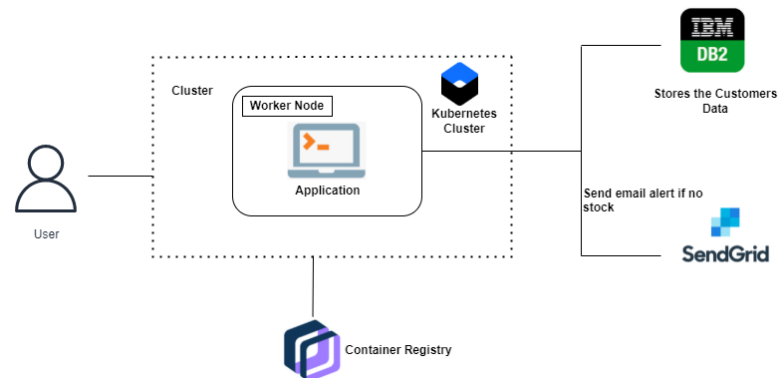 IBM
DB2
Stores the Customers
Data
Cluster
Worker Node
Kubernetes
Cluster
Application
Send email alert if no
stock
User
SendGrid
Container Registry